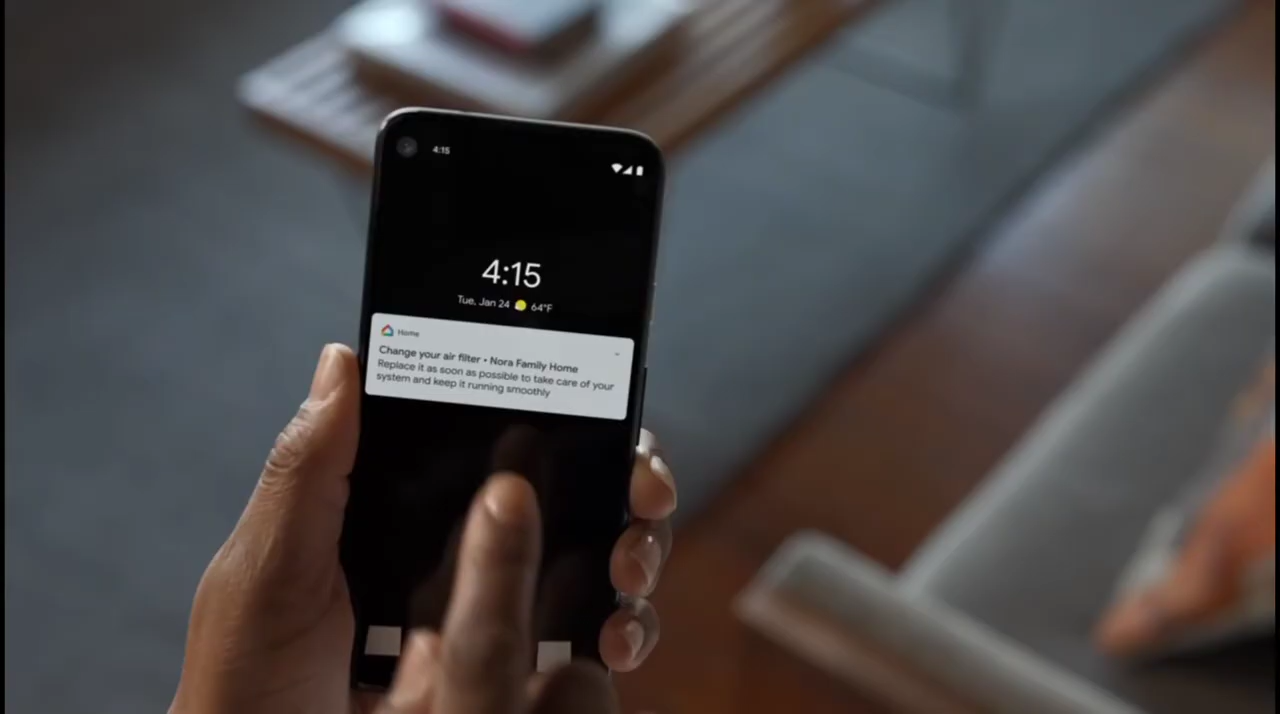 4:15
4:15
Tue, Jan 24 64°F
Home
Change your air filter • Nora Family Home
Replace it as soon as possible to take care of your
system and keep it running smoothly